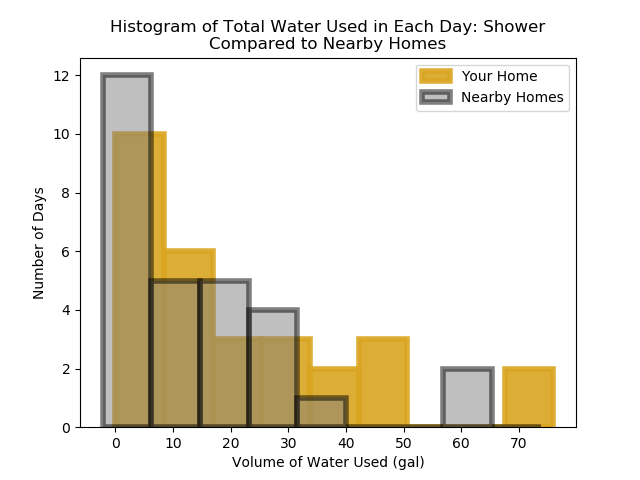 Histogram of Total Water Used in Each Day: Shower
Compared to Nearby Homes
Your Home
Nearby Homes
Number of Days
12
10
8
6
4
2
0
0 10 20 30 40 50 60 70
Volume of Water Used (gal)